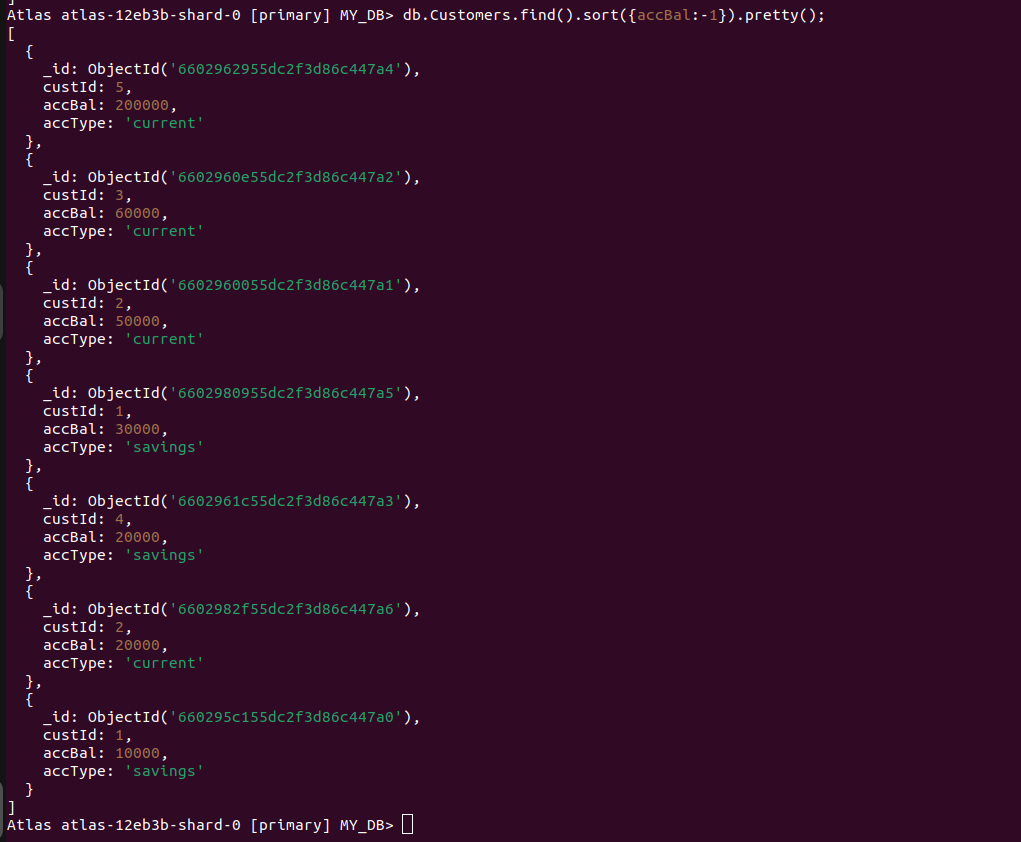 Atlas atlas-12eb3b-shard-0 [primary] MY_DB> db.Customers.find().sort({accBal:-1}).pretty();
[
  {
    _id: ObjectId('6602962955dc2f3d86c447a4'),
    custId: 5,
    accBal: 200000,
    accType: 'current'
  },
  {
    _id: ObjectId('6602960e55dc2f3d86c447a2'),
    custId: 3,
    accBal: 60000,
    accType: 'current'
  },
  {
    _id: ObjectId('6602960055dc2f3d86c447a1'),
    custId: 2,
    accBal: 50000,
    accType: 'current'
  },
  {
    _id: ObjectId('6602980955dc2f3d86c447a5'),
    custId: 1,
    accBal: 30000,
    accType: 'savings'
  },
  {
    _id: ObjectId('6602961c55dc2f3d86c447a3'),
    custId: 4,
    accBal: 20000,
    accType: 'savings'
  },
  {
    _id: ObjectId('6602982f55dc2f3d86c447a6'),
    custId: 2,
    accBal: 20000,
    accType: 'current'
  },
  {
    _id: ObjectId('660295c155dc2f3d86c447a0'),
    custId: 1,
    accBal: 10000,
    accType: 'savings'
  }
]
Atlas atlas-12eb3b-shard-0 [primary] MY_DB>